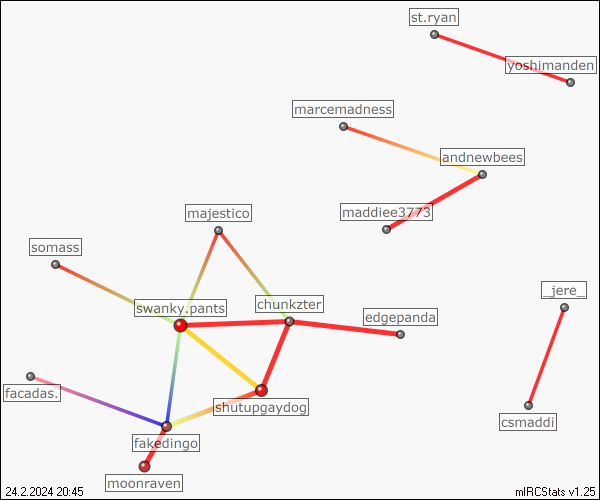 st.ryan
yoshimanden
marcemadness
andnewbees
majestico
maddiee3773
somass
_jere_
swanky.pants
chunkzter
edgepanda
facadas.
shutupgaydog
csmaddi
fakedingo
moonraven
24.2.2024 20:45
mIRCStats v1.25